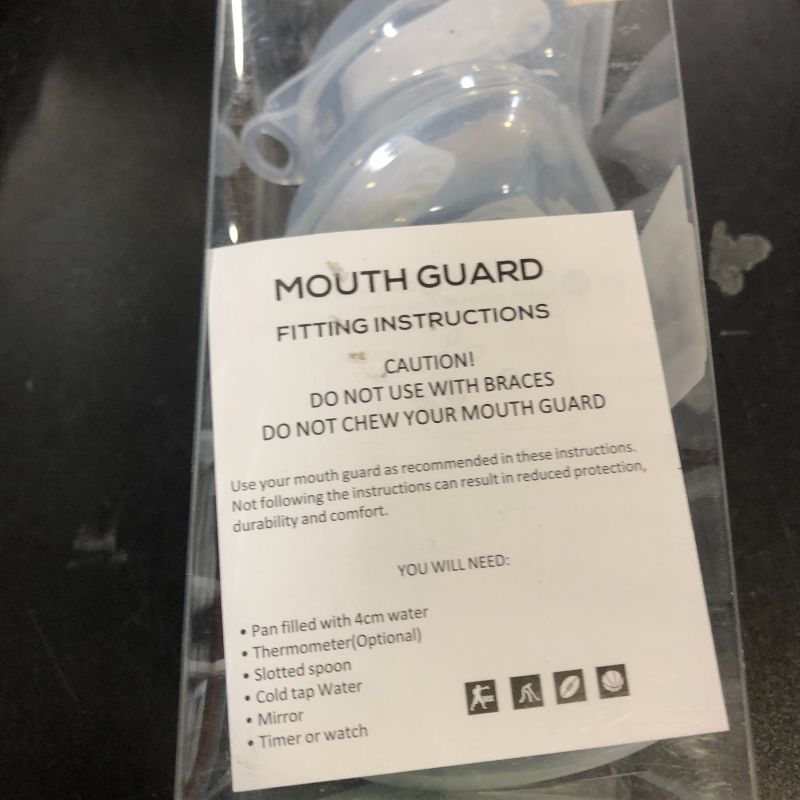 MOUTH GUARD
FITTING INSTRUCTIONS
CAUTION!
DO NOT USE WITH BRACES
DO NOT CHEW YOUR MOUTH GUARD
Use your mouth guard as recommended in these instructions.
Not following the instructions can result in reduced protection,
durability and comfort.
YOU WILL NEED:
• Pan filled with 4cm water
• Thermometer(Optional)
• Slotted spoon
• Cold tap Water
• Mirror
• Timer or watch